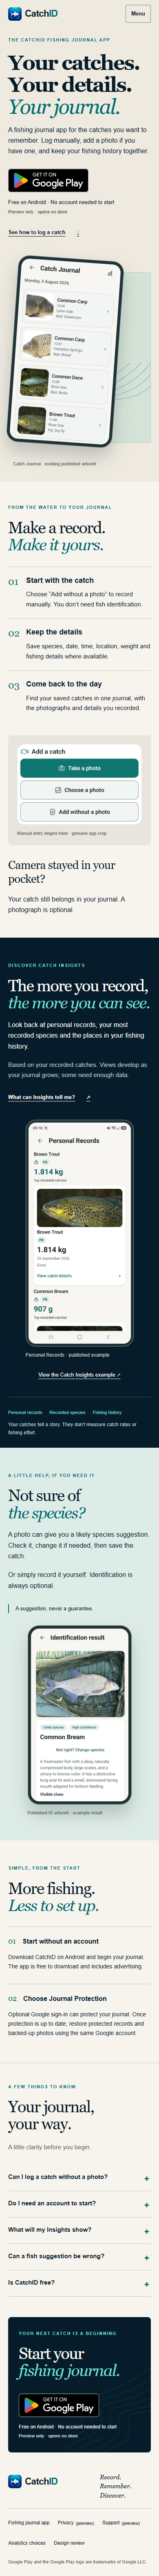 CatchID
Menu
THE CATCHID FISHING JOURNAL APP
Your catches.
Your details.
Your journal.
A fishing journal app for the catches you want to
remember. Log manually, add a photo if you
have one, and keep your fishing history together.
GET IT ON
Google Play
Free on Android · No account needed to start
Preview only · opens no store
See how to log a catch ↓
Catch Journal
Monday, 3 August 2026
Common Carp
Common Carp
Common Dace
Brown Trout
Catch Journal · existing published artwork
FROM THE WATER TO YOUR JOURNAL
Make a record.
Make it yours.
01 Start with the catch
Choose “Add without a photo” to record
manually. You don’t need fish identification.
02 Keep the details
Save species, date, time, location, weight and
fishing details where available.
03 Come back to the day
Find your saved catches in one journal, with
the photographs and details you recorded.
Add a catch
Take a photo
Choose a photo
Add without a photo
Manual entry begins here · genuine app crop
Camera stayed in your
pocket?
Your catch still belongs in your journal. A
photograph is optional.
DISCOVER CATCH INSIGHTS
The more you record,
the more you can see.
Look back at personal records, your most
recorded species and the places in your fishing
history.
Based on your recorded catches. Views develop as
your journal grows; some need enough data.
What can Insights tell me? ↗
Personal Records
Brown Trout
PB
1.814 kg
Top recorded catches
Brown Trout
PB
1.814 kg
View catch details
Common Bream
PB
907 g
Top recorded catches
Personal Records · published example
View the Catch Insights example ↗
Personal records Recorded species Fishing history
Your catches tell a story. They don’t measure catch rates or
fishing effort.
A LITTLE HELP, IF YOU NEED IT
Not sure of
the species?
A photo can give you a likely species suggestion.
Check it, change it if needed, then save the
catch.
Or simply record it yourself. Identification is
always optional.
A suggestion, never a guarantee.
Identification result
Likely species High confidence
Not right? Change species
Common Bream
A freshwater fish with a deep, laterally
compressed body
Visible clues
Published ID artwork · example result
SIMPLE, FROM THE START
More fishing.
Less to set up.
01 Start without an account
Download CatchID on Android and begin your journal.
The app is free to download and includes advertising.
02 Choose Journal Protection
Optional Google sign-in can protect your journal. Once
protection is up to date, restore protected records and
backed-up photos using the same Google account.
A FEW THINGS TO KNOW
Your journal,
your way.
A little clarity before you begin.
Can I log a catch without a photo? +
Do I need an account to start? +
What will my Insights show? +
Can a fish suggestion be wrong? +
Is CatchID free? +
YOUR NEXT CATCH IS A BEGINNING
Start your
fishing journal.
GET IT ON
Google Play
Free on Android · No account needed to start
Preview only · opens no store
CatchID
Record.
Remember.
Discover.
Fishing journal app Privacy (preview) Support (preview)
Analytics choices Design review
Google Play and the Google Play logo are trademarks of Google LLC.